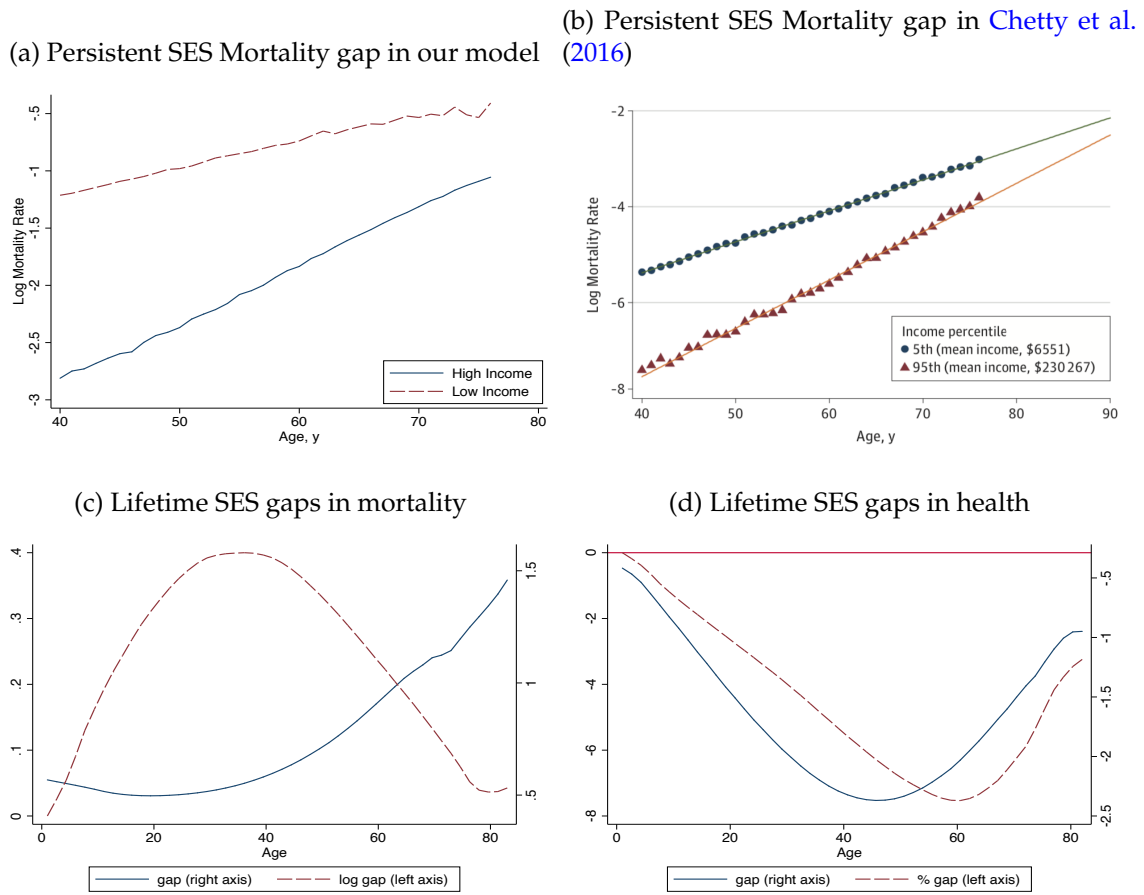 (a) Persistent SES Mortality gap in our model
(b) Persistent SES Mortality gap in Chetty et al.
(2016)
Log Mortality Rate
-.5
-1
-1.5
-2
-2.5
-3
40
50
60
70
80
Age, y
High Income
Low Income
Log Mortality Rate
-2
-4
-6
-8
40
50
60
70
80
90
Age, y
Income percentile
5th (mean income, $6551)
95th (mean income, $230 267)
(c) Lifetime SES gaps in mortality
.4
.3
.2
.1
0
1.5
1
.5
0
20
40
60
80
Age
gap (right axis)
log gap (left axis)
(d) Lifetime SES gaps in health
0
-2
-4
-6
-8
-.5
-1
-1.5
-2
-2.5
0
20
40
60
80
Age
gap (right axis)
% gap (left axis)